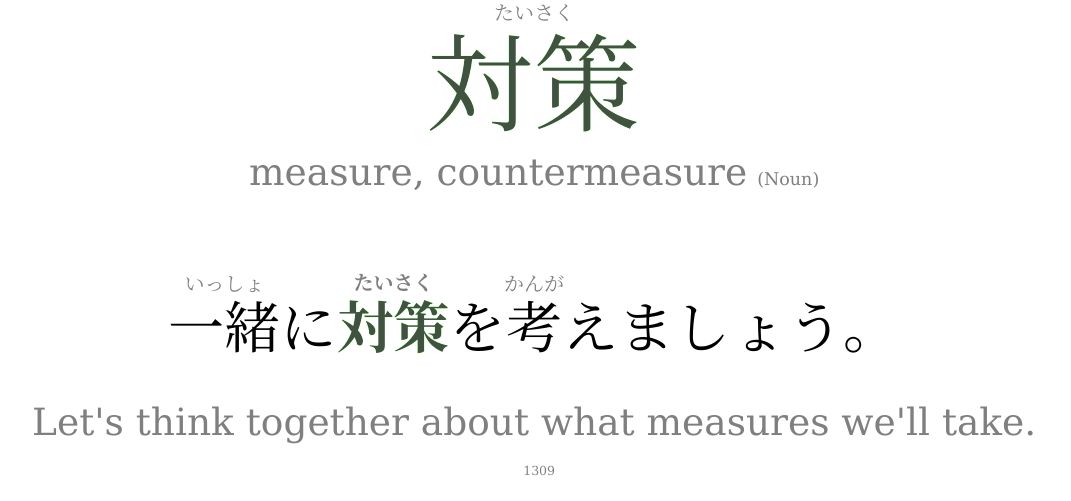 たいさく
対策
measure, countermeasure (Noun)
いっしょ たいさく かんが
一緒に対策を考えましょう。
Let's think together about what measures we'll take.
1309